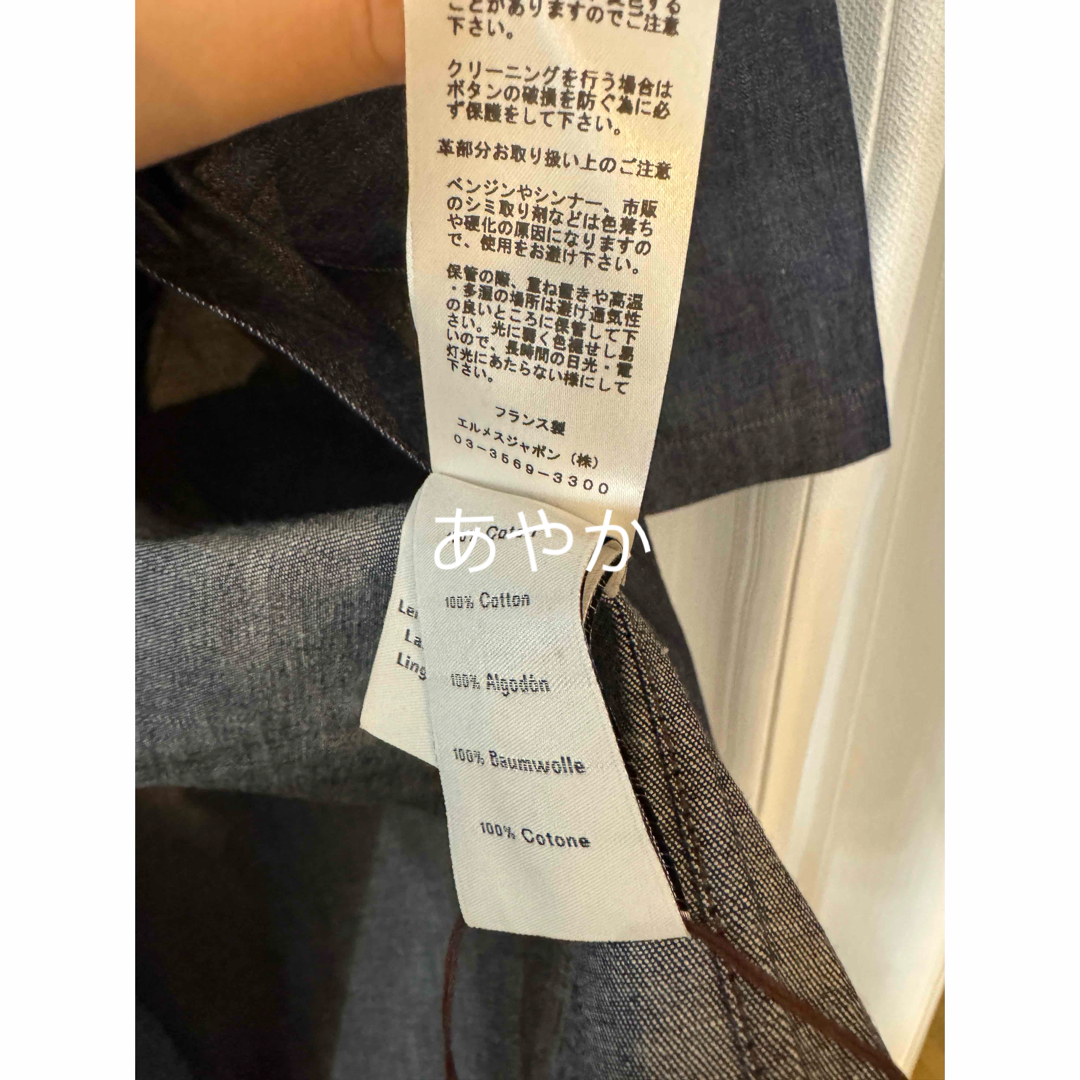 ことがありますのでご注意
下さい。
クリーニングを行う場合は
ボタンの破損を防ぐ為に必
ず保護をして下さい。
革部分お取り扱い上のご注意
ベンジンやシンナー、市販
のシミ取り剤などは色落ち
や硬化の原因になりますの
で、使用をお避け下さい。
保管の際、重ね置きや高温
・多湿の場所は避け通気性
の良いところに保管して下
さい。光に弱く色褪せし易
いので、長時間の日光・電
灯光にあたらない様にして
下さい。
フランス製
エルメスジャポン（株）
03-3569-3300
あやか
100% Cotton
100% Algodón
100% Baumwolle
100% Cotone